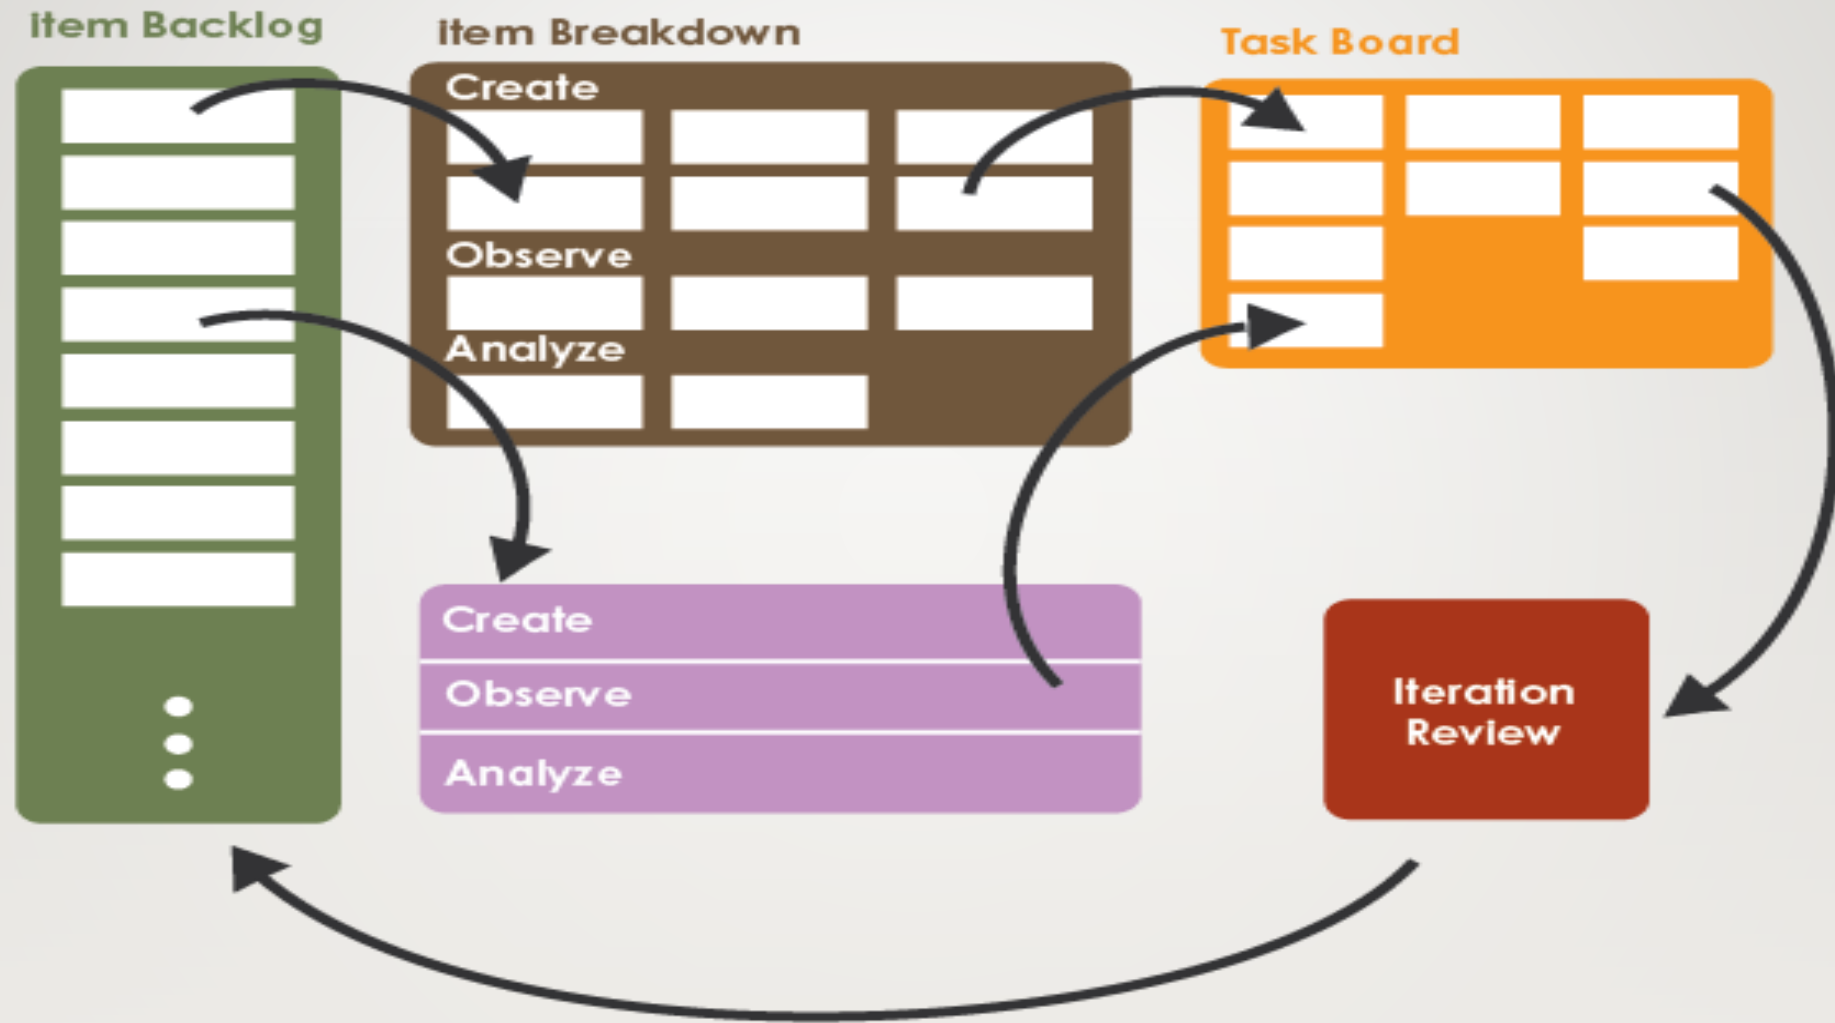 item Backlog
item Breakdown
Task Board
Create
Observe
Analyze
Create
Observe
Analyze
Iteration
Review